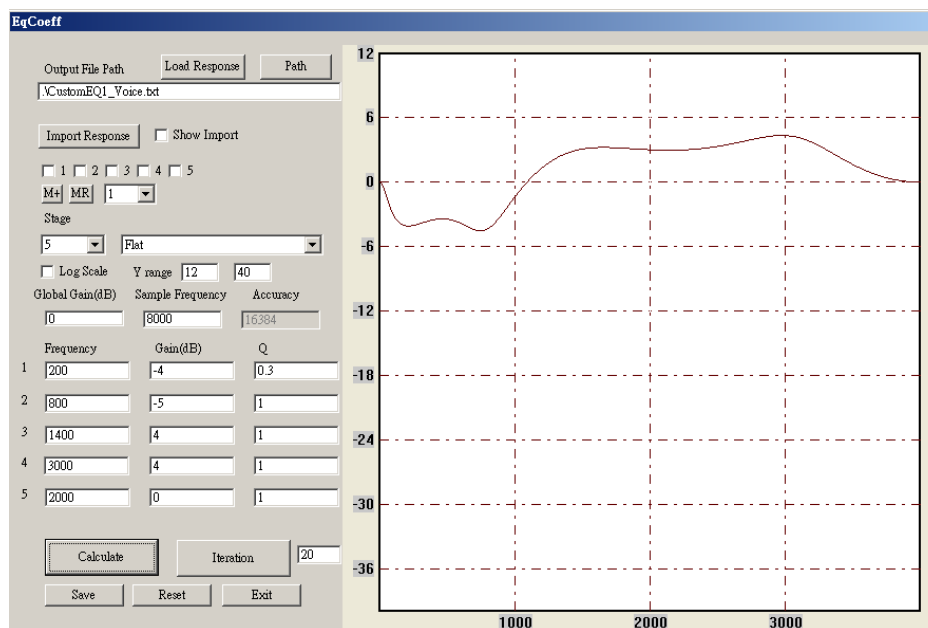 EqCoeff
Output File Path Load Response Path
.\CustomEQ1_Voice.txt
Import Response Show Import
1 2 3 4 5
M+ MR 1
Stage
5 Flat
Log Scale Y range 12 40
Global Gain(dB) Sample Frequency Accuracy
0 8000 16384
Frequency Gain(dB) Q
1 200 -4 0.3
2 800 -5 1
3 1400 4 1
4 3000 4 1
5 2000 0 1
Calculate Iteration 20
Save Reset Exit
12
6
0
-6
-12
-18
-24
-30
-36
1000 2000 3000